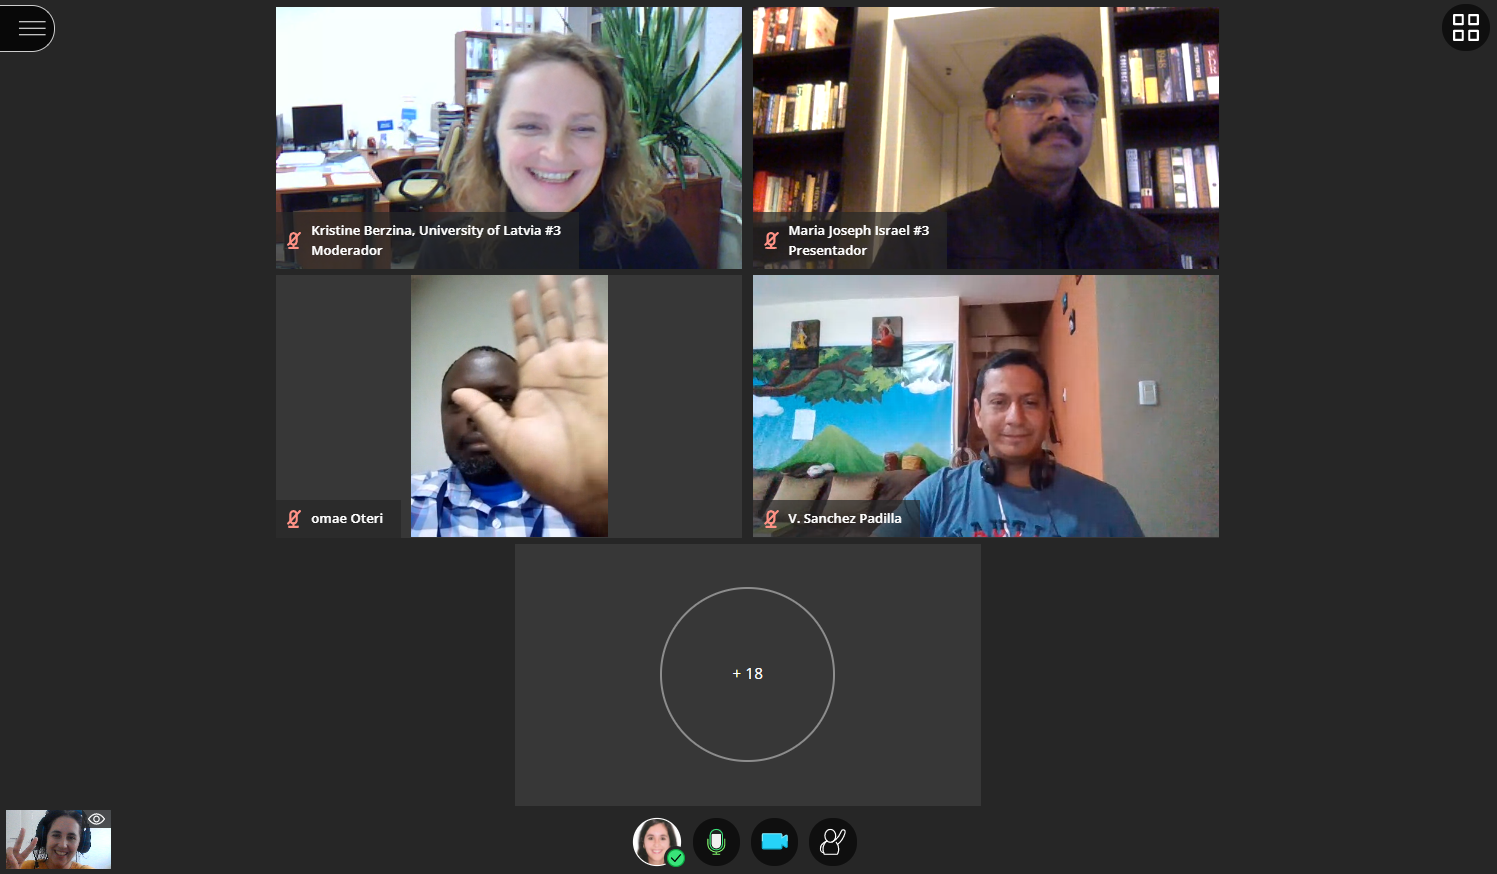 Kristine Berzina, University of Latvia #3
Moderador
Maria Joseph Israel #3
Presentador
omae Oteri
V. Sanchez Padilla
+ 18